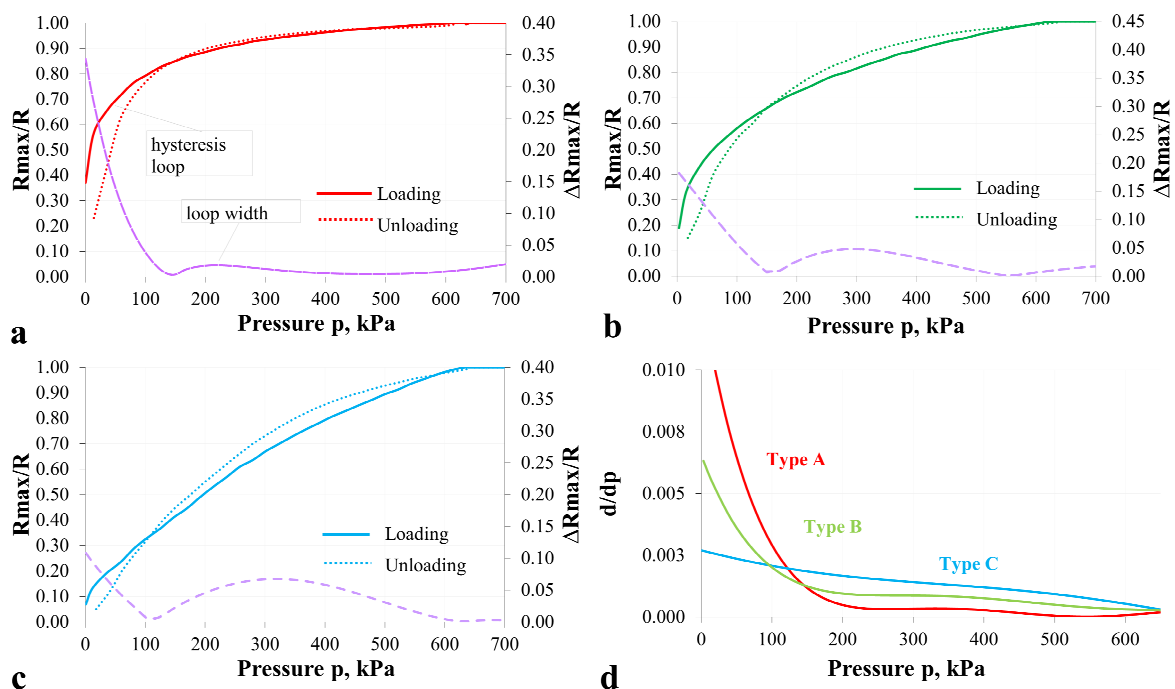 1.00
0.90
0.80
0.70
0.60
0.50
0.40
0.30
0.20
0.10
0.00
Rmax/R
0.40
0.35
0.30
0.25
0.20
0.15
0.10
0.05
0.00
ΔRmax/R
hysteresis
loop
loop width
Loading
Unloading
0 100 200 300 400 500 600 700
Pressure p, kPa
a
1.00
0.90
0.80
0.70
0.60
0.50
0.40
0.30
0.20
0.10
0.00
Rmax/R
0.45
0.40
0.35
0.30
0.25
0.20
0.15
0.10
0.05
0.00
ΔRmax/R
Loading
Unloading
0 100 200 300 400 500 600 700
Pressure p, kPa
b
1.00
0.90
0.80
0.70
0.60
0.50
0.40
0.30
0.20
0.10
0.00
Rmax/R
0.40
0.35
0.30
0.25
0.20
0.15
0.10
0.05
0.00
ΔRmax/R
Loading
Unloading
0 100 200 300 400 500 600 700
Pressure p, kPa
c
0.010
0.008
0.005
0.003
0.000
d/dp
Type A
Type B
Type C
0 100 200 300 400 500 600
Pressure p, kPa
d